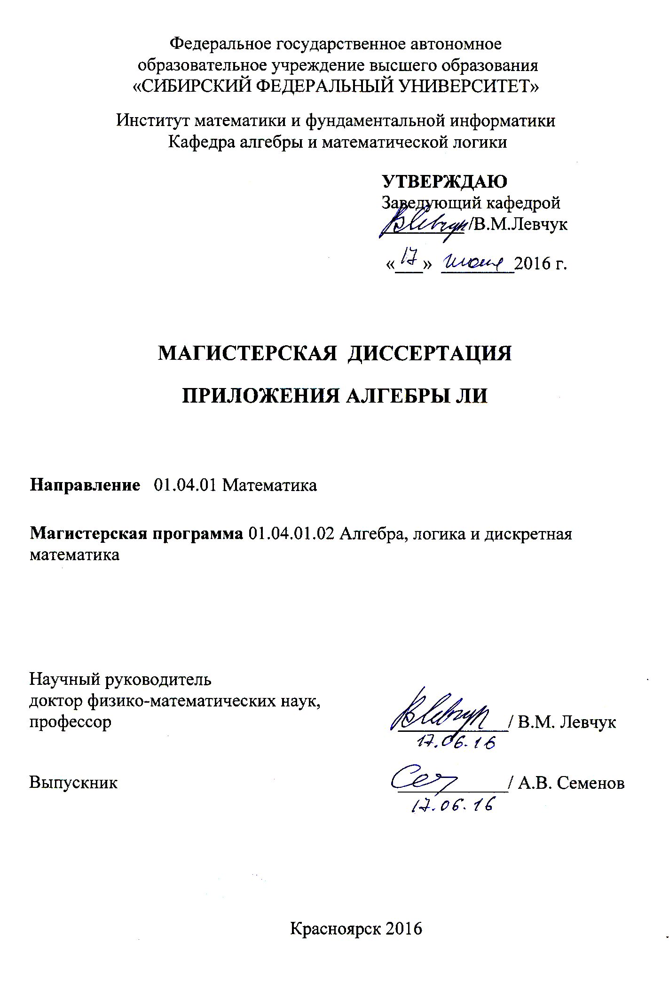 Федеральное государственное автономное
образовательное учреждение высшего образования
«СИБИРСКИЙ ФЕДЕРАЛЬНЫЙ УНИВЕРСИТЕТ»
Институт математики и фундаментальной информатики
Кафедра алгебры и математической логики
УТВЕРЖДАЮ
Заведующий кафедрой
ВЛевчук /В.М.Левчук
«17» июня 2016 г.
МАГИСТЕРСКАЯ ДИССЕРТАЦИЯ
ПРИЛОЖЕНИЯ АЛГЕБРЫ ЛИ
Направление 01.04.01 Математика
Магистерская программа 01.04.01.02 Алгебра, логика и дискретная
математика
Научный руководитель
доктор физико-математических наук,
профессор ВЛевчук / В.М. Левчук
17.06.16
Выпускник / А.В. Семенов
17.06.16
Красноярск 2016